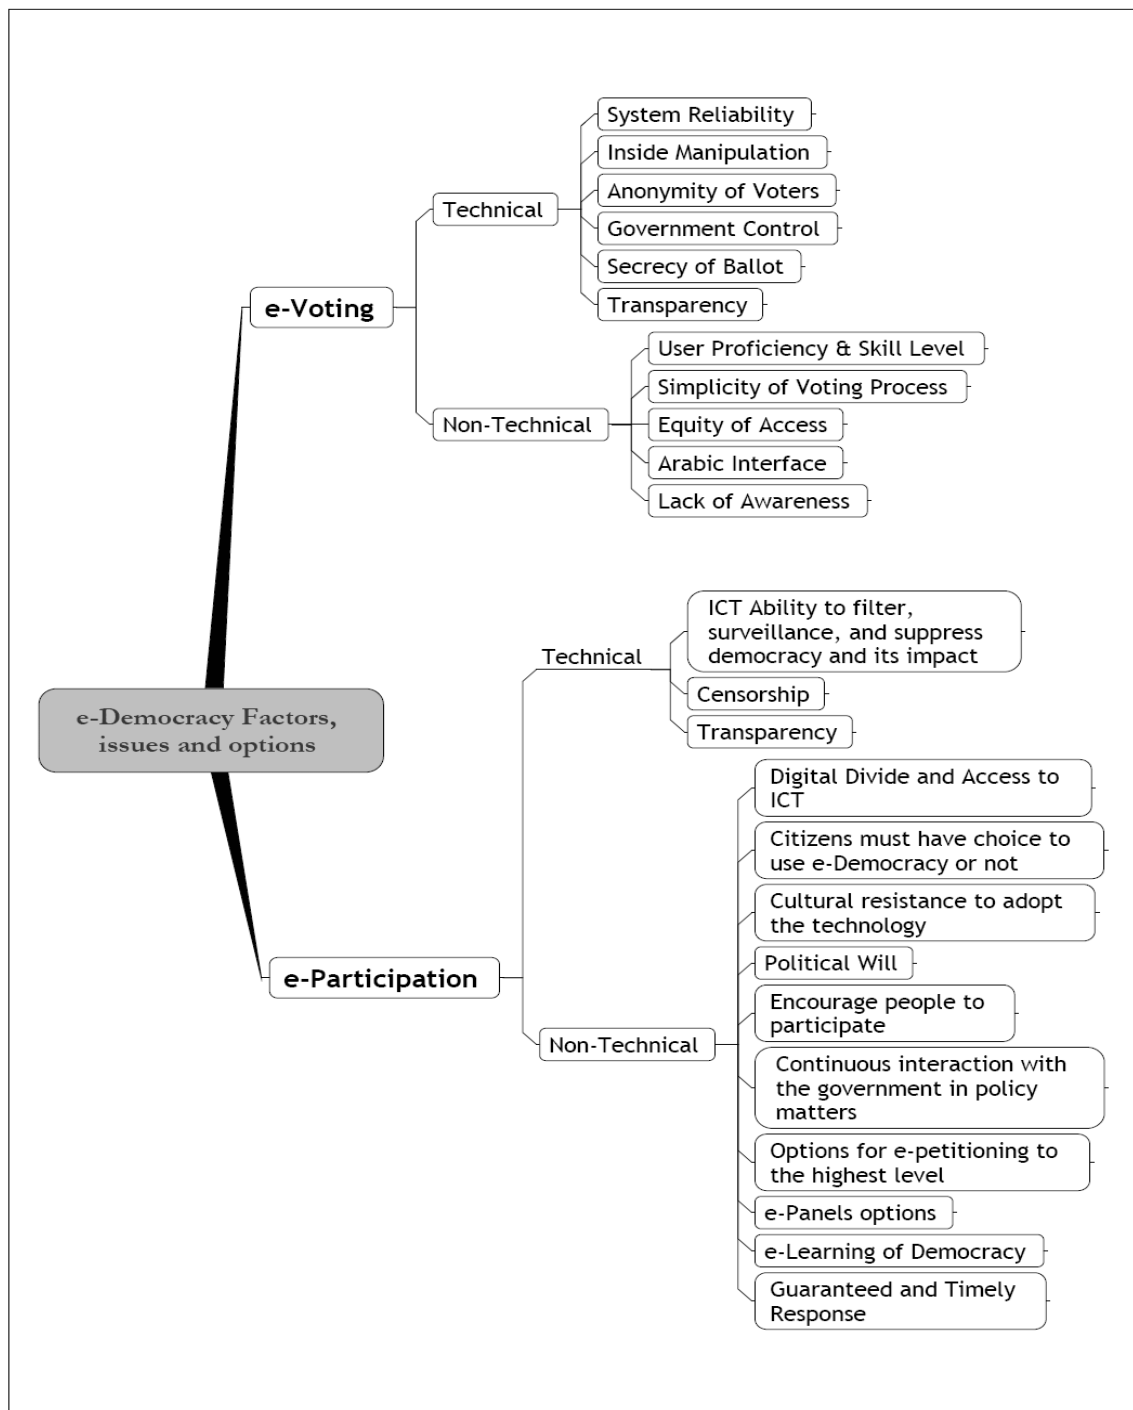 System Reliability
Inside Manipulation
Anonymity of Voters
Technical
Government Control
Secrecy of Ballot
Transparency
e-Voting
User Proficiency & Skill Level
Simplicity of Voting Process
Non-Technical
Equity of Access
Arabic Interface
Lack of Awareness
e-Democracy Factors,
issues and options
ICT Ability to filter,
surveillance, and suppress
democracy and its impact
Technical
Censorship
Transparency
e-Participation
Digital Divide and Access to
ICT
Citizens must have choice to
use e-Democracy or not
Cultural resistance to adopt
the technology
Political Will
Encourage people to
participate
Non-Technical
Continuous interaction with
the government in policy
matters
Options for e-petitioning to
the highest level
e-Panels options
e-Learning of Democracy
Guaranteed and Timely
Response